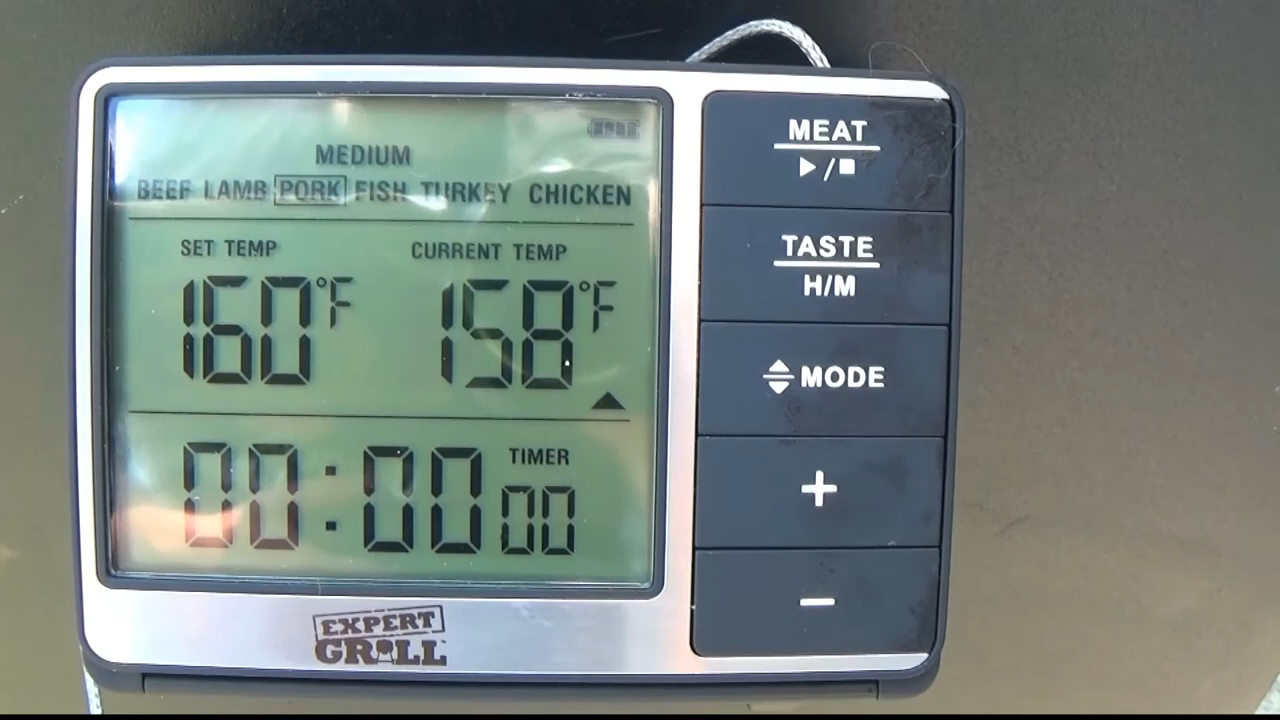 MEDIUM
BEEF LAMB PORK FISH TURKEY CHICKEN
SET TEMP CURRENT TEMP
160°F 158°F
00:00 00 TIMER
EXPERT
GRILL
MEAT
TASTE
H/M
MODE
+
−